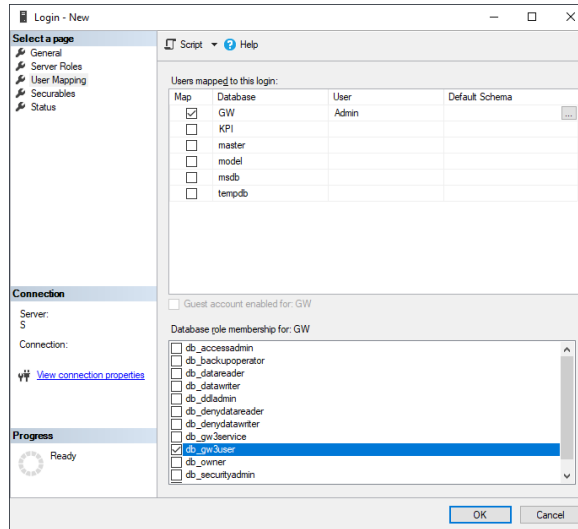 Login - New
Select a page
General
Server Roles
User Mapping
Securables
Status
Script
Help
Users mapped to this login:
Map Database User Default Schema
GW Admin ...
KPI
master
model
msdb
tempdb
Guest account enabled for: GW
Database role membership for: GW
db_accessadmin
db_backupoperator
db_datareader
db_datawriter
db_ddladmin
db_denydatareader
db_denydatawriter
db_gw3service
db_gw3user
db_owner
db_securityadmin
Connection
Server:
S
Connection:
View connection properties
Progress
Ready
OK Cancel